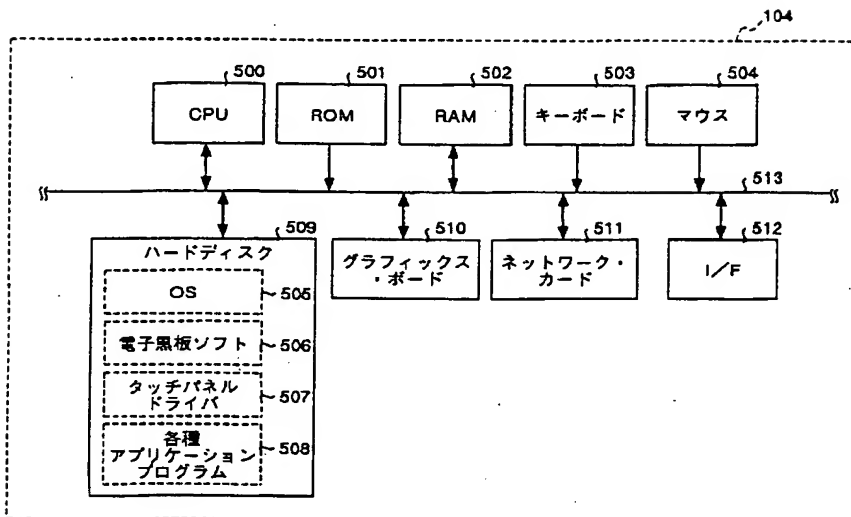 104
500
501
502
503
504
CPU
ROM
RAM
キーボード
マウス
513
509
510
511
512
ハードディスク
グラフィックス
・ボード
ネットワーク・
カード
I/F
OS
505
電子黒板ソフト
506
タッチパネル
ドライバ
507
各種
アプリケーション
プログラム
508